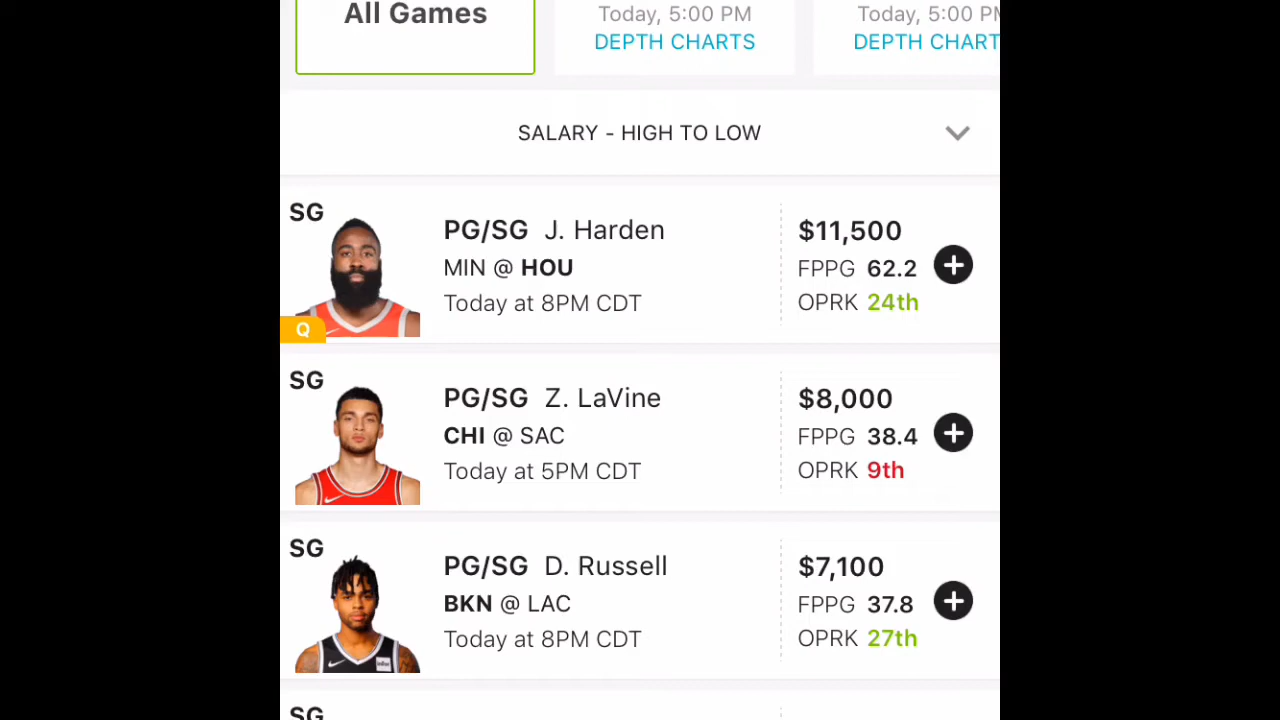 All Games
Today, 5:00 PM
DEPTH CHARTS
Today, 5:00 PM
DEPTH CHART
SALARY - HIGH TO LOW
SG
PG/SG J. Harden
MIN @ HOU
Today at 8PM CDT
$11,500
FPPG 62.2
OPRK 24th
Q
SG
PG/SG Z. LaVine
CHI @ SAC
Today at 5PM CDT
$8,000
FPPG 38.4
OPRK 9th
SG
PG/SG D. Russell
BKN @ LAC
Today at 8PM CDT
$7,100
FPPG 37.8
OPRK 27th
SG